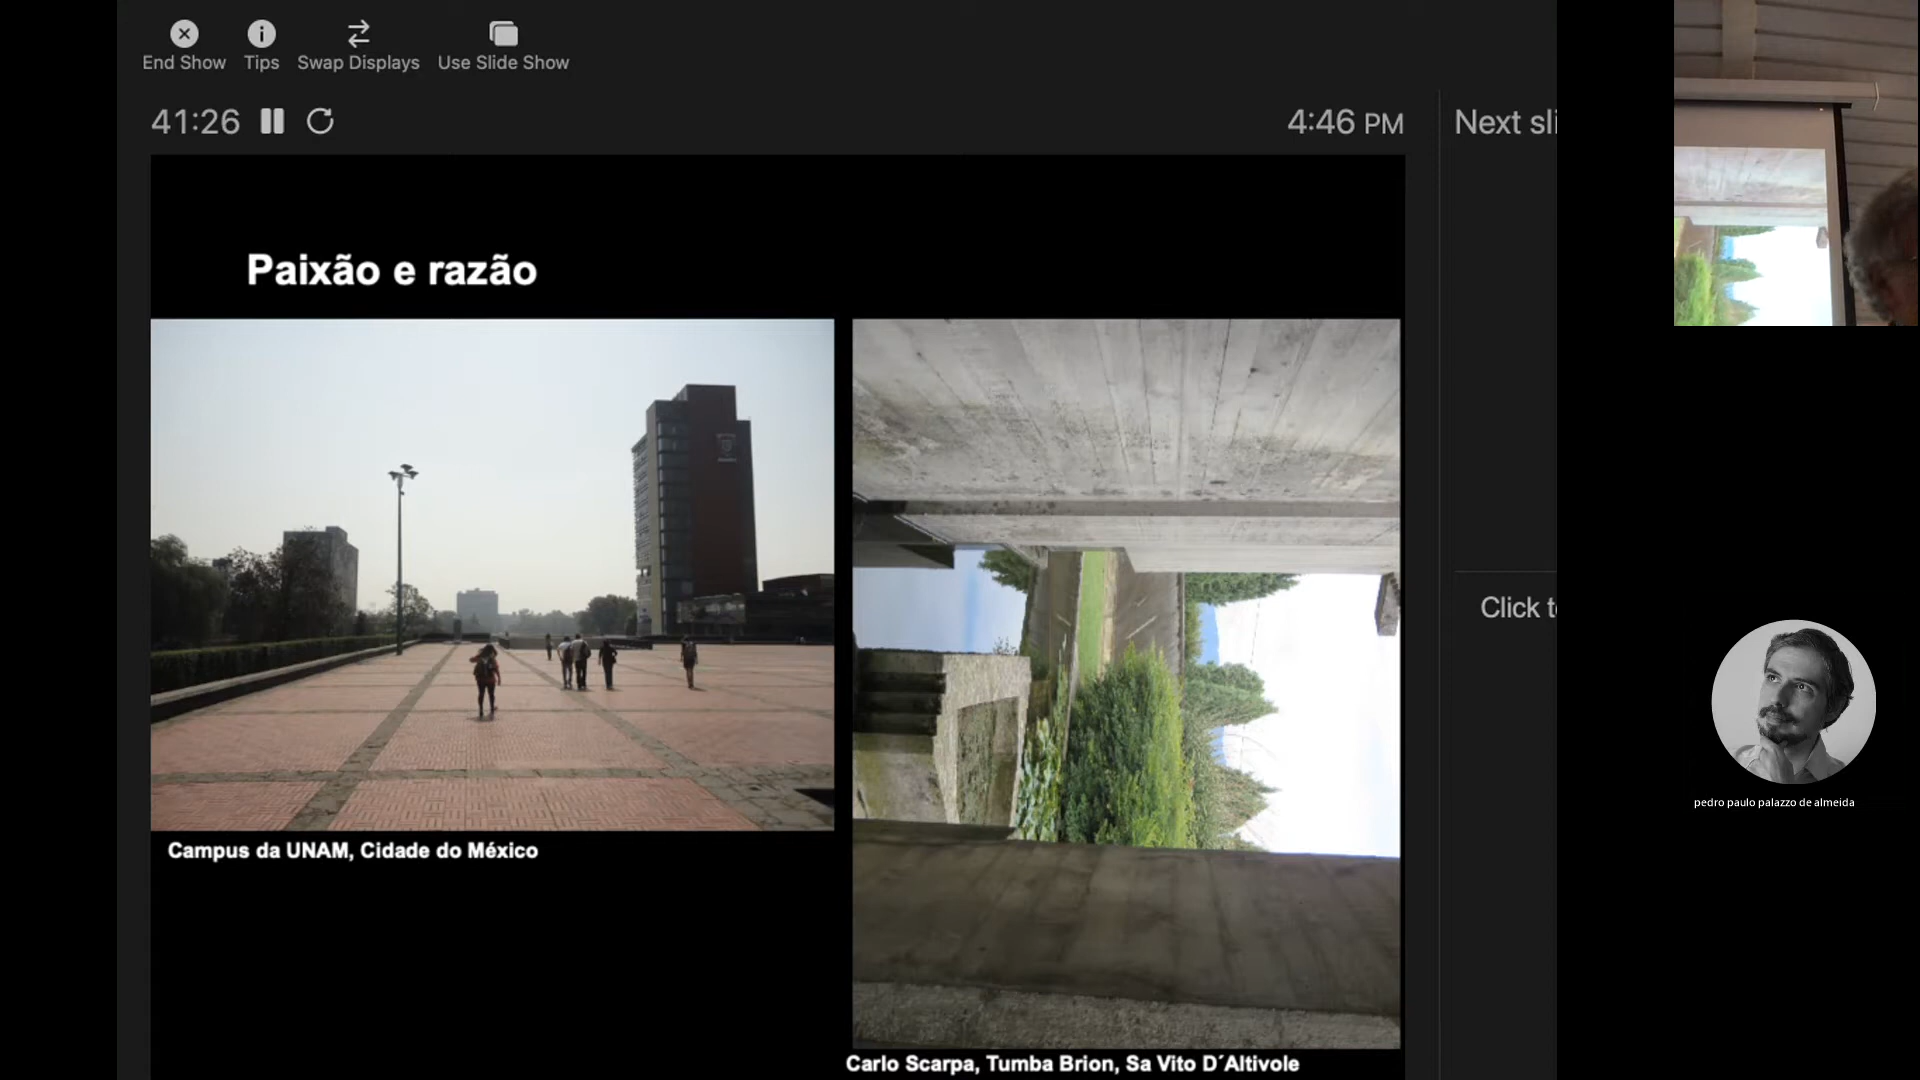 End Show
Tips
Swap Displays
Use Slide Show
41:26
4:46 PM
Next sli
Paixão e razão
Click t
Campus da UNAM, Cidade do México
Carlo Scarpa, Tumba Brion, Sa Vito D´Altivole
pedro paulo palazzo de almeida